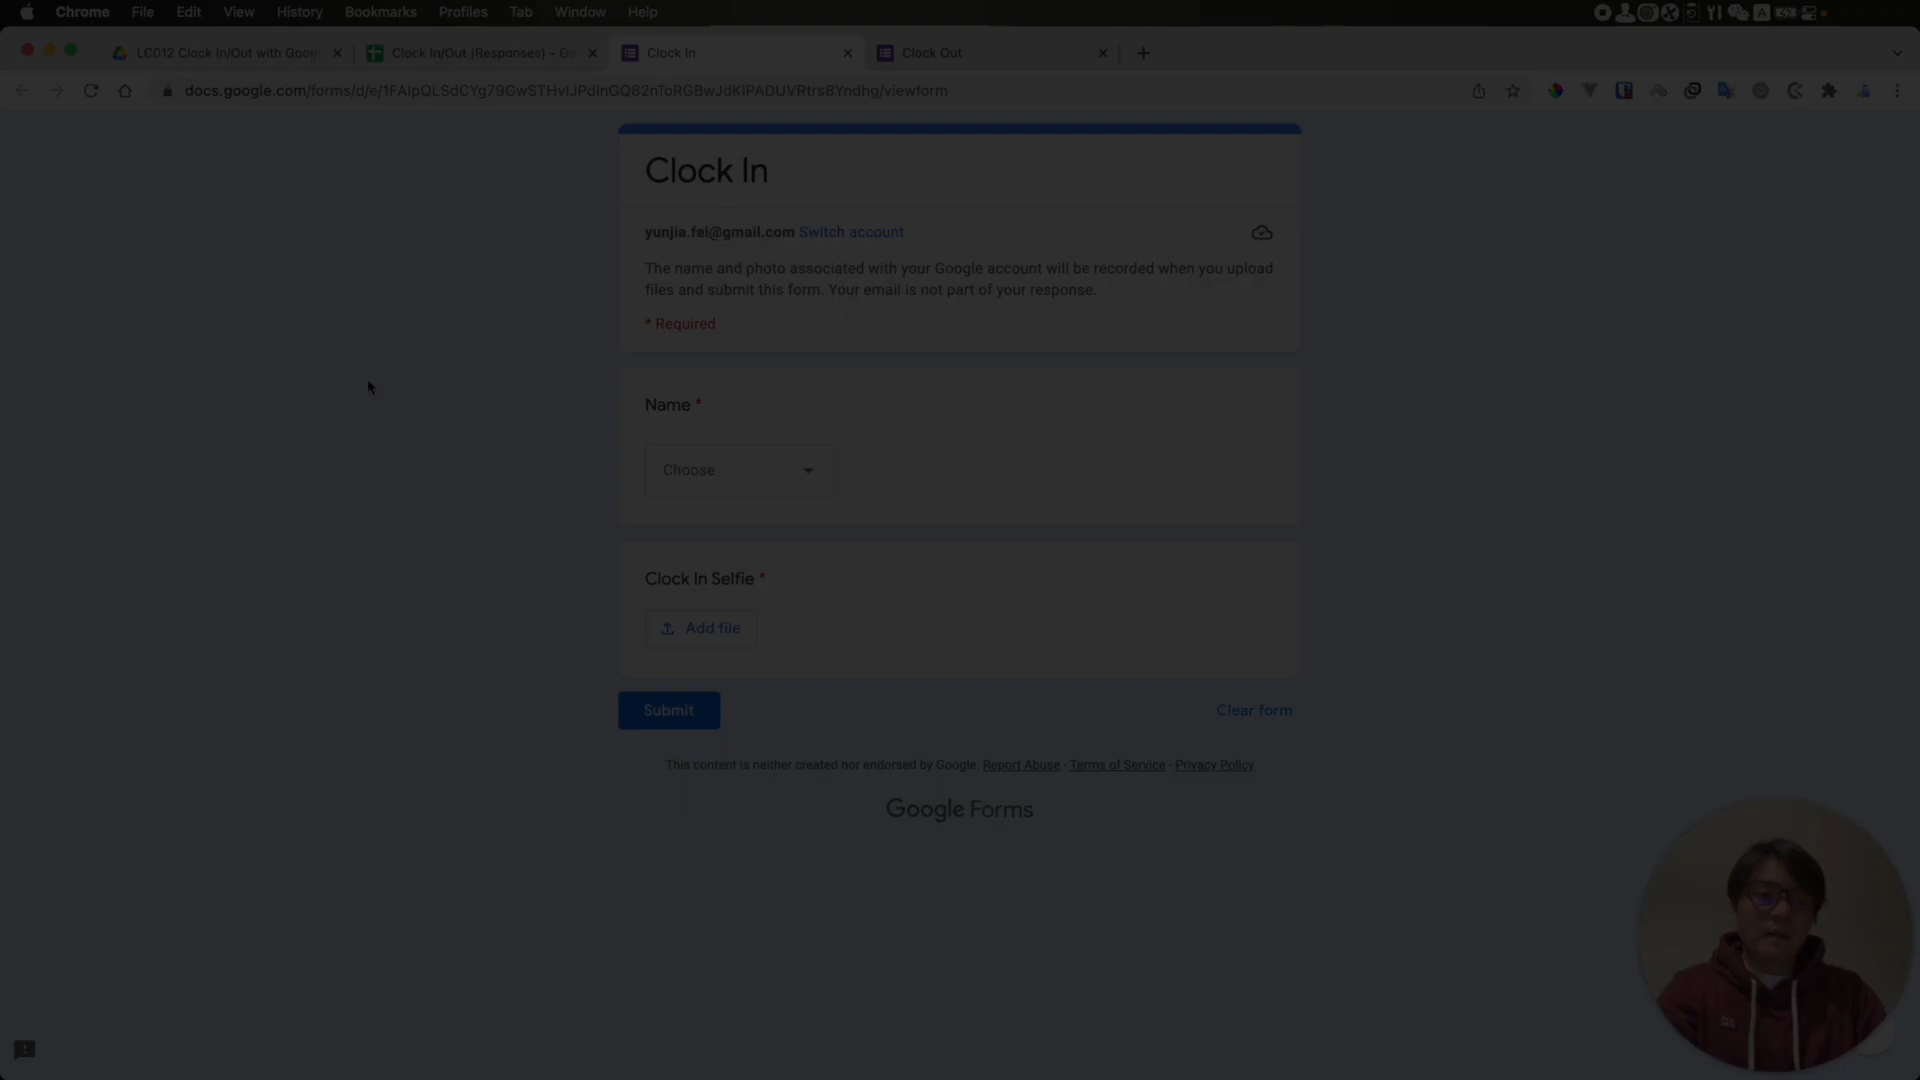 Chrome File Edit View History Bookmarks Profiles Tab Window Help
LC012 Clock In/Out with Goog
Clock In/Out (Responses) – Go
Clock In
Clock Out
docs.google.com/forms/d/e/
/viewform
Clock In
yunjia.fei@gmail.com Switch account
The name and photo associated with your Google account will be recorded when you upload
files and submit this form. Your email is not part of your response.
* Required
Name *
Choose
Clock In Selfie *
Add file
Submit
Clear form
This content is neither created nor endorsed by Google. Report Abuse - Terms of Service - Privacy Policy
Google Forms